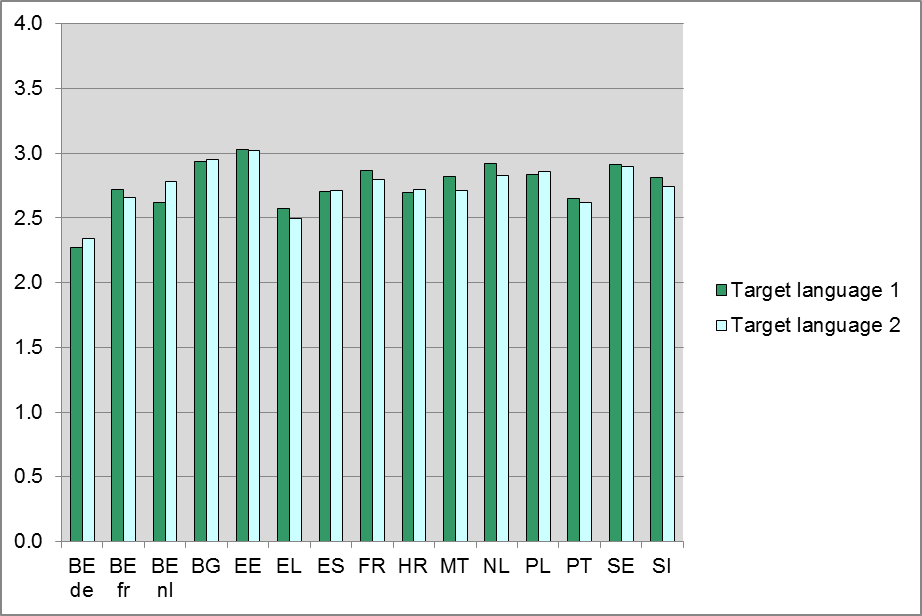 4.0
3.5
3.0
2.5
2.0
1.5
1.0
0.5
0.0
BE BE BE BG EE EL ES FR HR MT NL PL PT SE SI
de fr nl
Target language 1
Target language 2